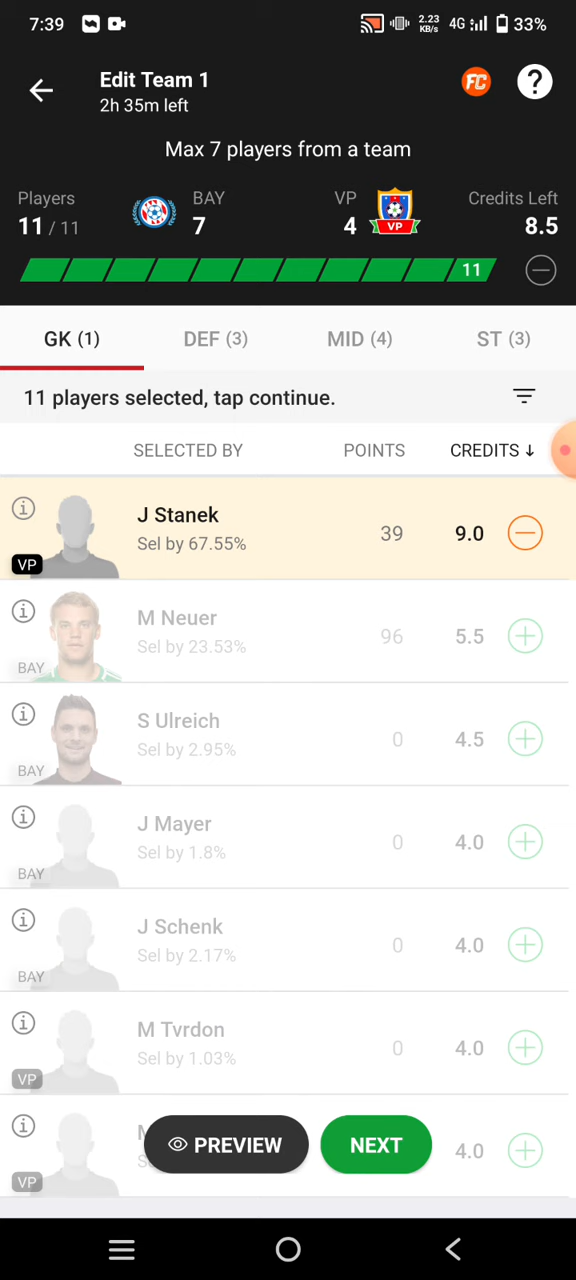 7:39 2.23 KB/s 4G 33%
Edit Team 1 FC ?
2h 35m left
Max 7 players from a team
Players BAY VP Credits Left
11 / 11 7 4 VP 8.5
11
GK (1) DEF (3) MID (4) ST (3)
11 players selected, tap continue.
SELECTED BY POINTS CREDITS ↓
J Stanek
Sel by 67.55% 39 9.0
VP
M Neuer
Sel by 23.53% 96 5.5
BAY
S Ulreich
Sel by 2.95% 0 4.5
BAY
J Mayer
Sel by 1.8% 0 4.0
BAY
J Schenk
Sel by 2.17% 0 4.0
BAY
M Tvrdon
Sel by 1.03% 0 4.0
VP
PREVIEW NEXT 4.0
VP